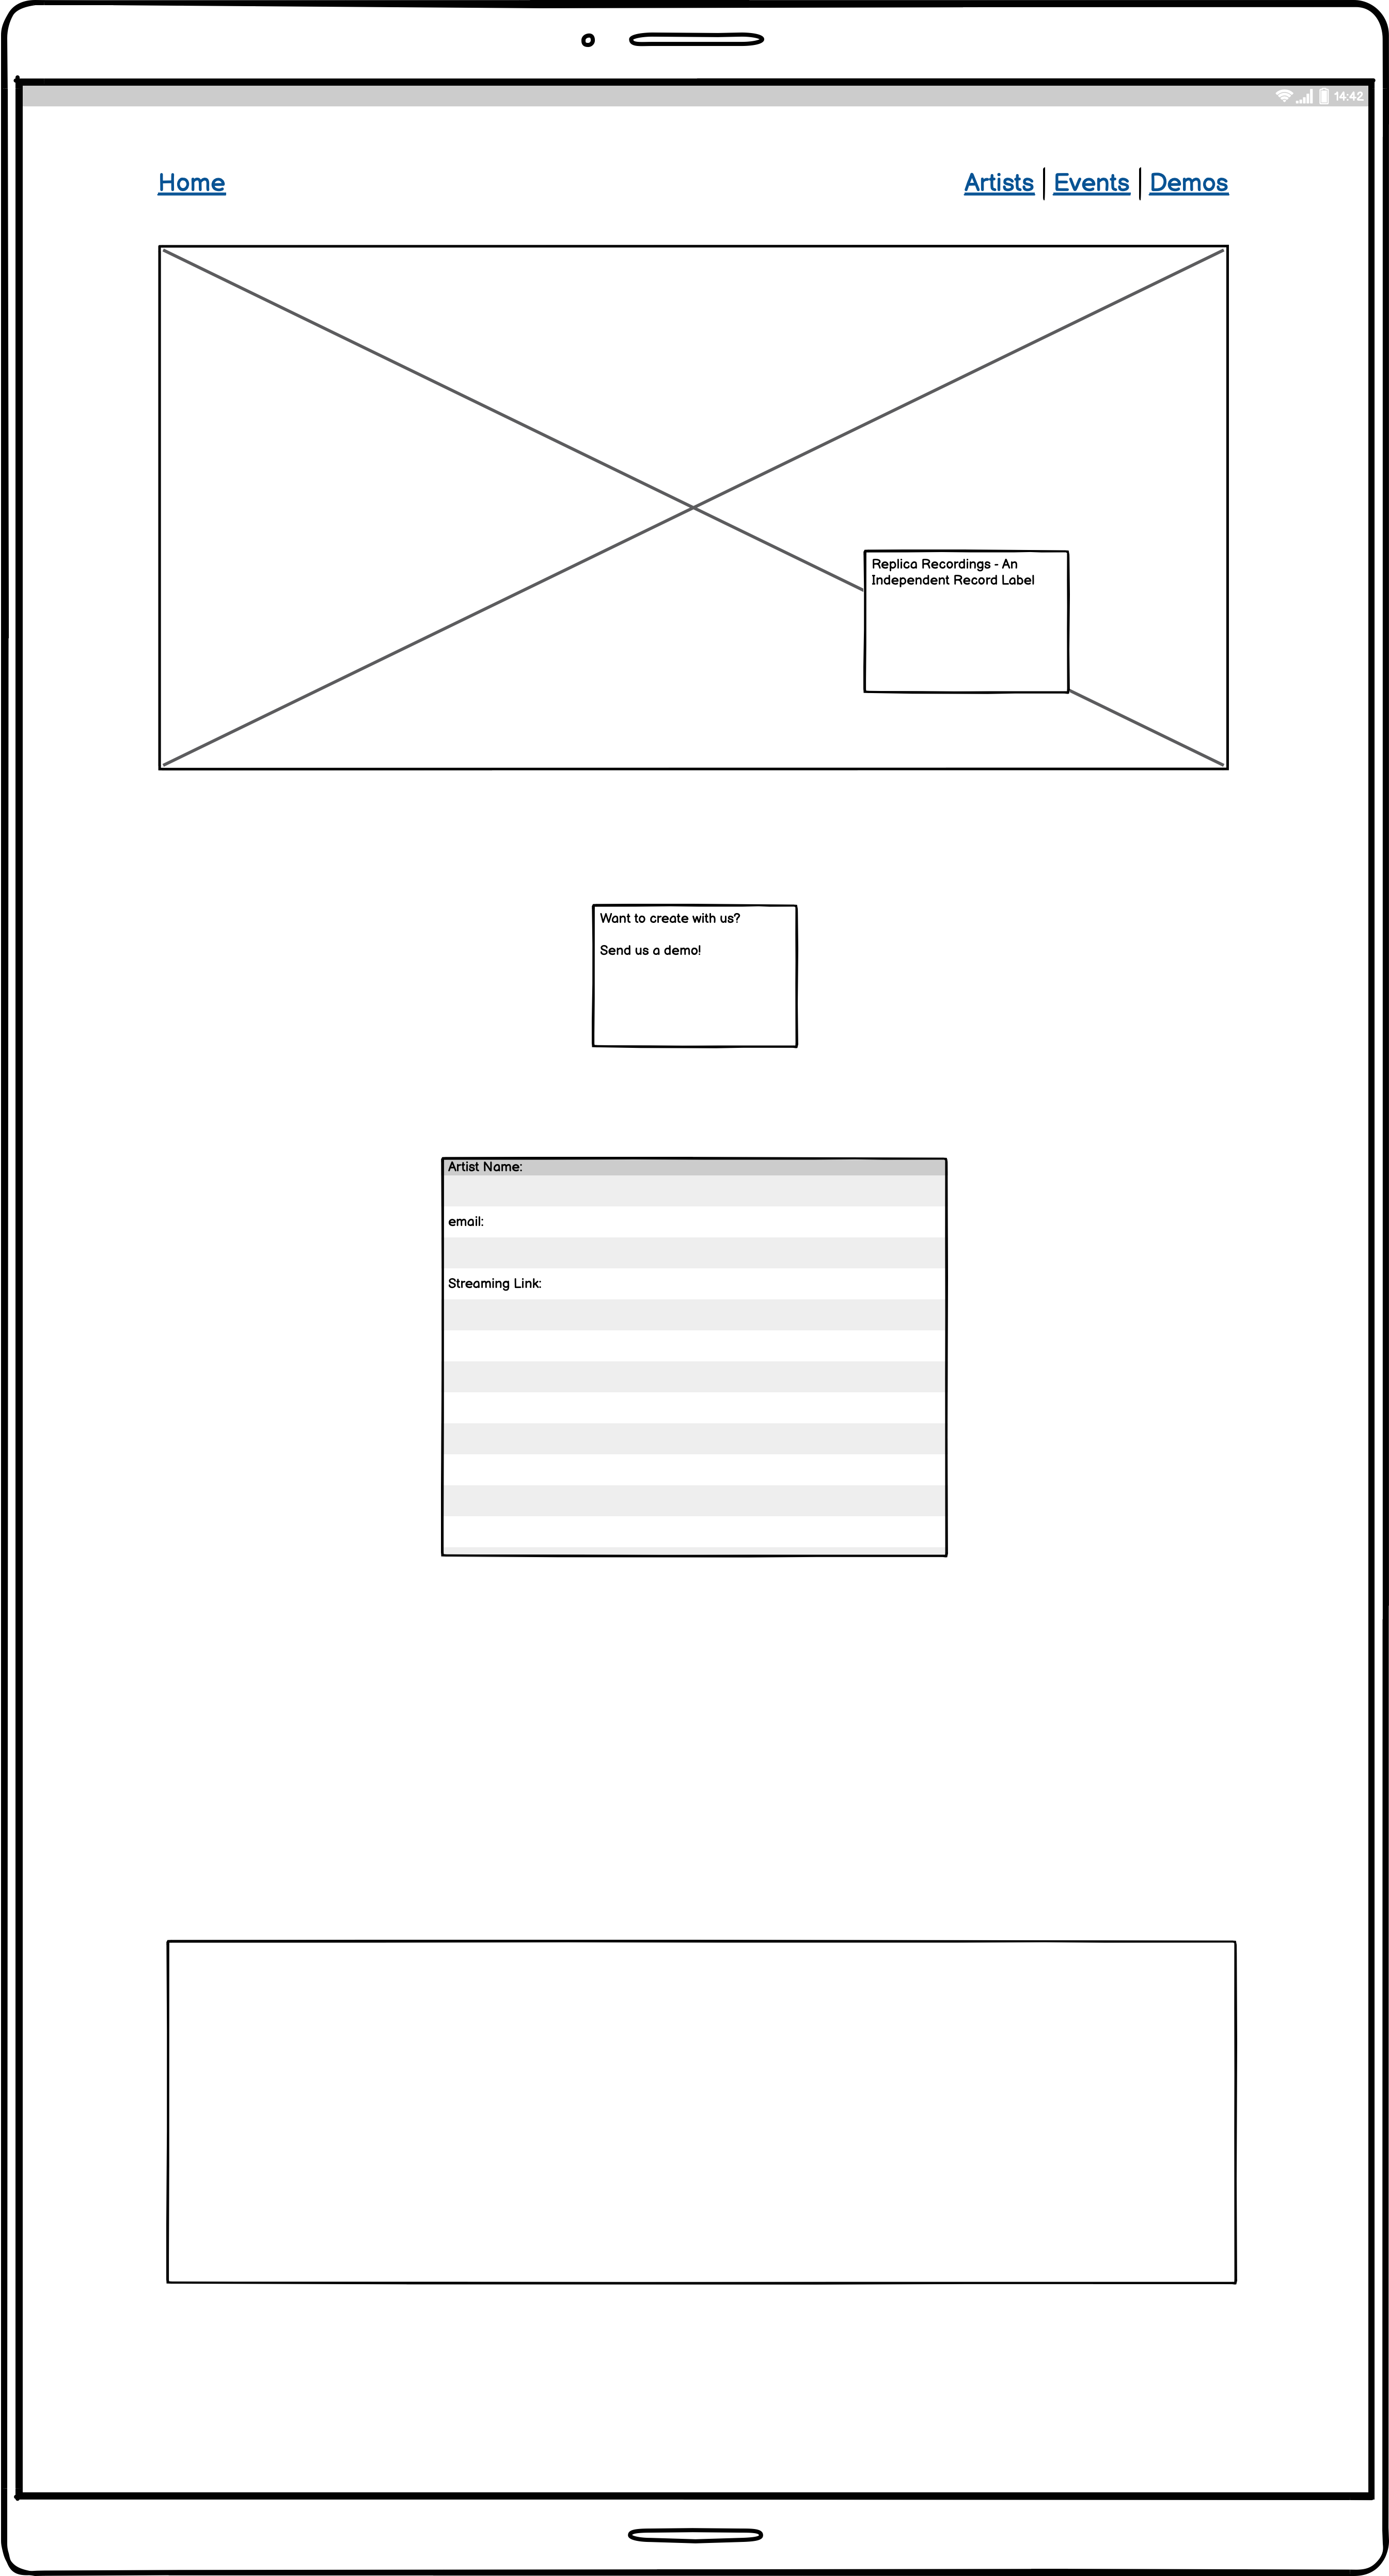 14:42
Home
Artists
Events
Demos
Replica Recordings - An
Independent Record Label
Want to create with us?
Send us a demo!
Artist Name:
email:
Streaming Link: